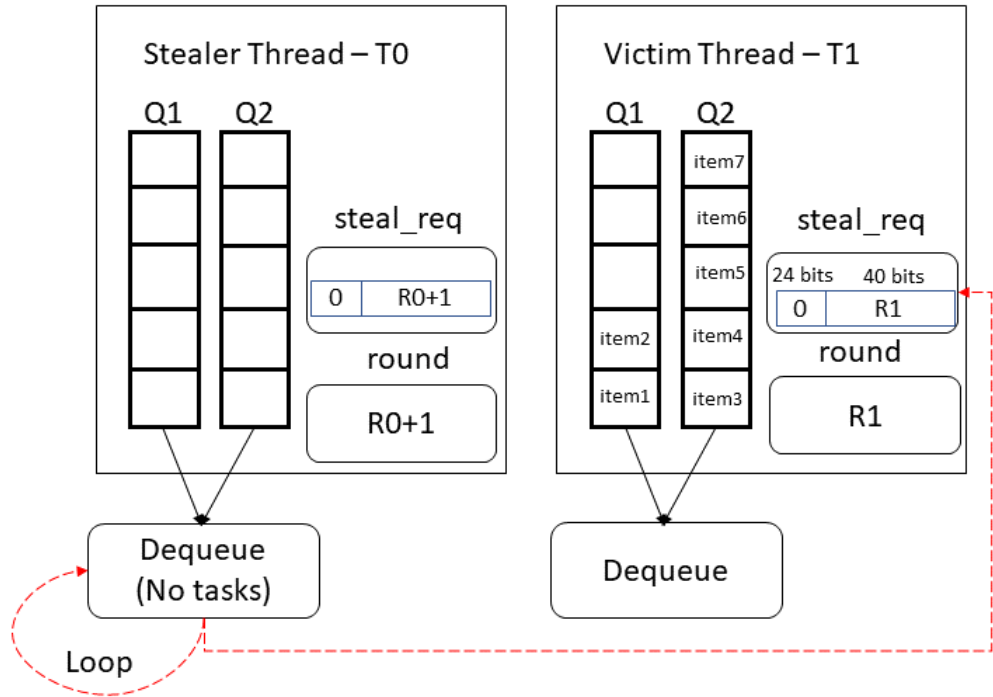 Stealer Thread – T0
Q1
Q2
steal_req
0
R0+1
round
R0+1
Dequeue
(No tasks)
Loop
Victim Thread – T1
Q1
Q2
item2
item1
item7
item6
item5
item4
item3
steal_req
24 bits
40 bits
0
R1
round
R1
Dequeue